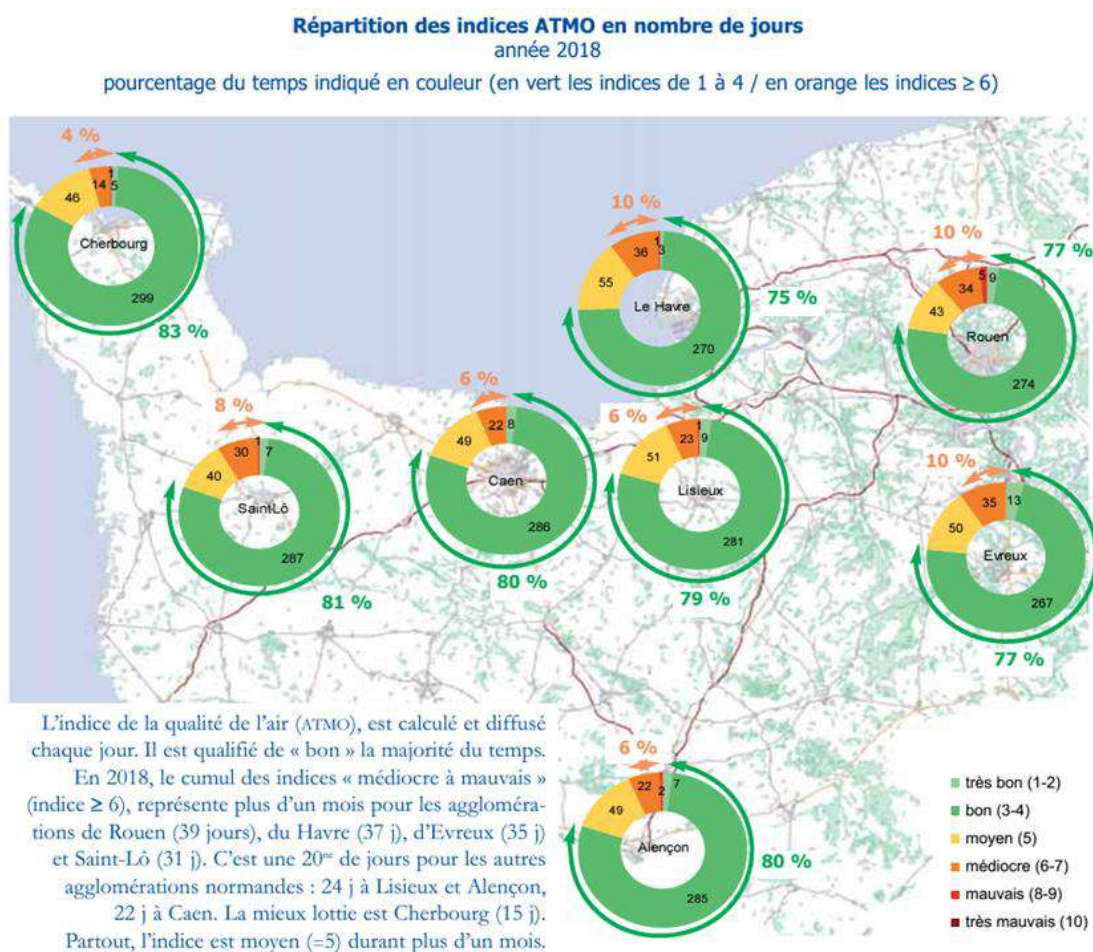 Répartition des indices ATMO en nombre de jours
année 2018
pourcentage du temps indiqué en couleur (en vert les indices de 1 à 4 / en orange les indices ≥ 6)
4 %
46
14
1
5
Cherbourg
299
83 %
10 %
36
1
3
55
Le Havre
270
75 %
10 %
77 %
34
5
9
43
Rouen
274
8 %
30
1
7
40
Saint-Lô
287
81 %
6 %
22
8
49
Caen
286
80 %
6 %
23
1
9
51
Lisieux
281
79 %
10 %
35
13
50
Evreux
267
77 %
6 %
22
2
7
49
Alençon
285
80 %
L'indice de la qualité de l'air (ATMO), est calculé et diffusé
chaque jour. Il est qualifié de « bon » la majorité du temps.
En 2018, le cumul des indices « médiocre à mauvais »
(indice ≥ 6), représente plus d'un mois pour les aggloméra-
tions de Rouen (39 jours), du Havre (37 j), d'Evreux (35 j)
et Saint-Lô (31 j). C'est une 20ne de jours pour les autres
agglomérations normandes : 24 j à Lisieux et Alençon,
22 j à Caen. La mieux lottie est Cherbourg (15 j).
Partout, l'indice est moyen (=5) durant plus d'un mois.
très bon (1-2)
bon (3-4)
moyen (5)
médiocre (6-7)
mauvais (8-9)
très mauvais (10)